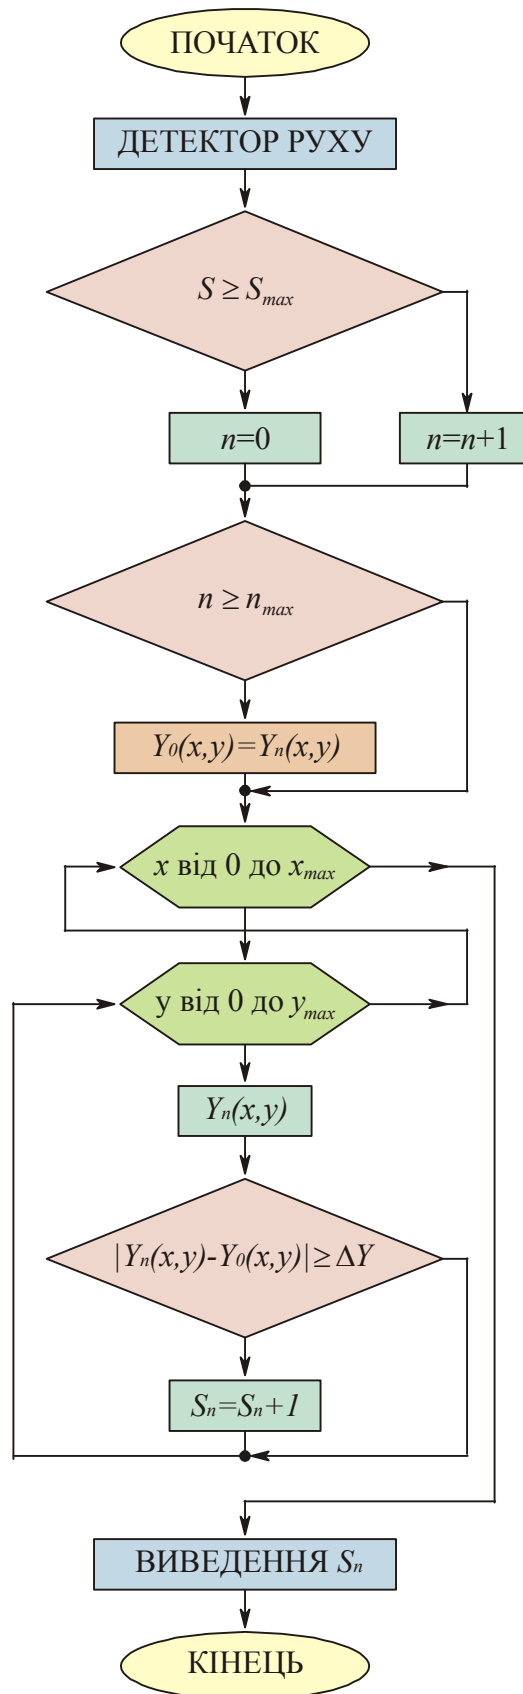 ПОЧАТОК
ДЕТЕКТОР РУХУ
S ≥ Smax
n=0
n=n+1
n ≥ nmax
Y0(x,y)=Yn(x,y)
x від 0 до xmax
y від 0 до ymax
Yn(x,y)
|Yn(x,y)-Y0(x,y)|≥ΔY
Sn=Sn+1
ВИВЕДЕННЯ Sn
КІНЕЦЬ